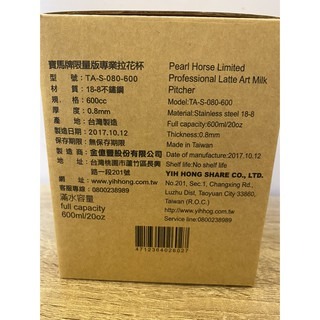 寶馬牌限量版專業拉花杯
型 號：TA-S-080-600
材 質：18-8不鏽鋼
規 格：600cc
厚 度：0.8mm
產 地：台灣製造
製造日期：2017.10.12
保存期限：無保存期限
製 造 商：金億豐股份有限公司
地 址：台灣桃園市蘆竹區長興
路一段201號
www.yihhong.com.tw
客服專線：0800238989
滿水容量
full capacity
600ml/20oz
Pearl Horse Limited
Professional Latte Art Milk
Pitcher
Model:TA-S-080-600
Material:Stainless steel 18-8
Full capacity:600ml/20oz
Thickness:0.8mm
Made in Taiwan
Date of manufacture:2017.10.12
Shelf life:No shelf life
YIH HONG SHARE CO., LTD.
No.201, Sec.1, Changxing Rd.,
Luzhu Dist, Taoyuan City 33880,
Taiwan (R.O.C.)
http://www.yihhong.com.tw
Service line:0800238989
4712364026037